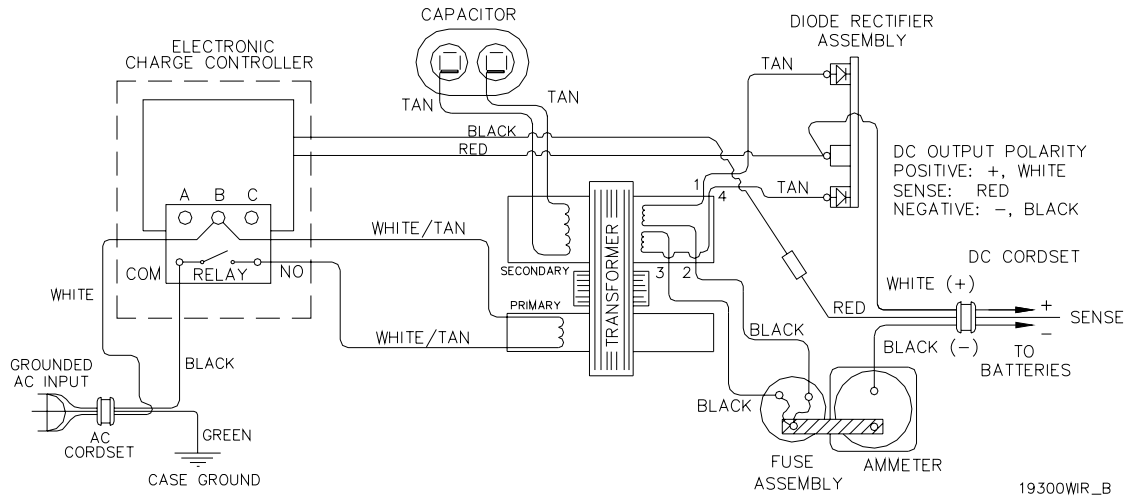 CAPACITOR
DIODE RECTIFIER
ASSEMBLY
ELECTRONIC
CHARGE CONTROLLER
TAN
TAN
TAN
BLACK
RED
DC OUTPUT POLARITY
POSITIVE: +, WHITE
SENSE: RED
NEGATIVE: −, BLACK
A B C
1
4
TAN
WHITE/TAN
TRANSFORMER
SECONDARY
3 2
COM RELAY NO
DC CORDSET
WHITE
WHITE (+)
PRIMARY
RED
+
SENSE
−
WHITE/TAN
BLACK
BLACK (−)
TO
BATTERIES
GROUNDED
AC INPUT
BLACK
BLACK
AC
CORDSET
GREEN
CASE GROUND
FUSE
ASSEMBLY
AMMETER
19300WIR_B